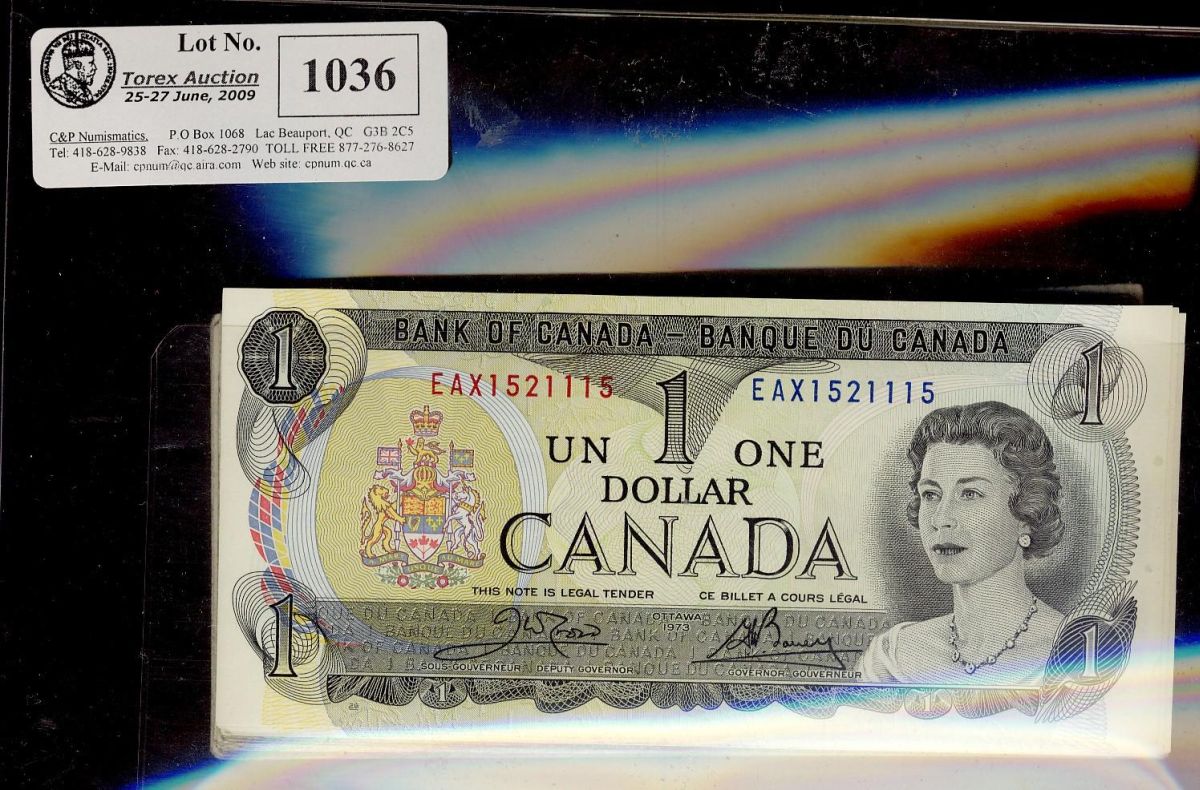 Lot No.
1036
Torex Auction
25-27 June, 2009
C&P Numismatics, P.O Box 1068 Lac Beauport, QC G3B 2C5
Tel: 418-628-9838 Fax: 418-628-2790 TOLL FREE 877-276-8627
E-Mail: cpnum@qc.aira.com Web site: cpnum.qc.ca
1 BANK OF CANADA – BANQUE DU CANADA 1
EAX1521115 1 EAX1521115
UN ONE
DOLLAR
CANADA
THIS NOTE IS LEGAL TENDER CE BILLET A COURS LÉGAL
OTTAWA
1973
SOUS-GOUVERNEUR DEPUTY GOVERNOR GOVERNOR-GOUVERNEUR
1 1
1 1